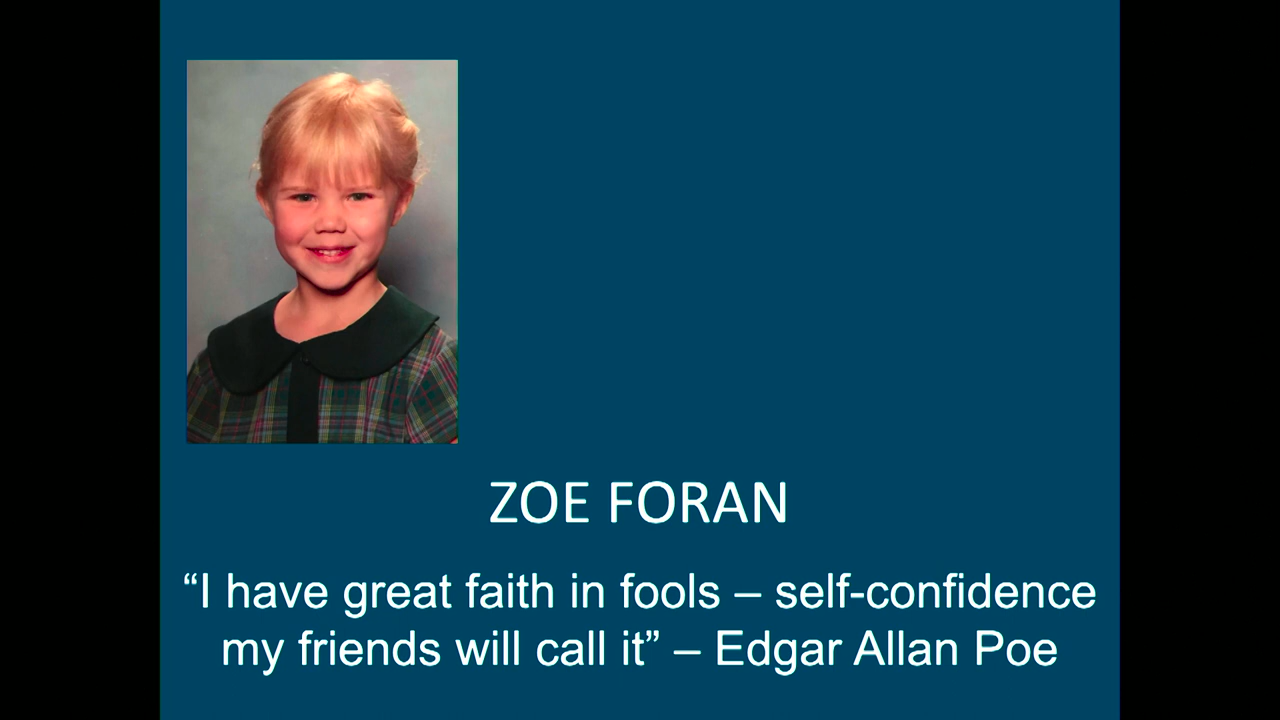 ZOE FORAN
“I have great faith in fools – self-confidence
my friends will call it” – Edgar Allan Poe